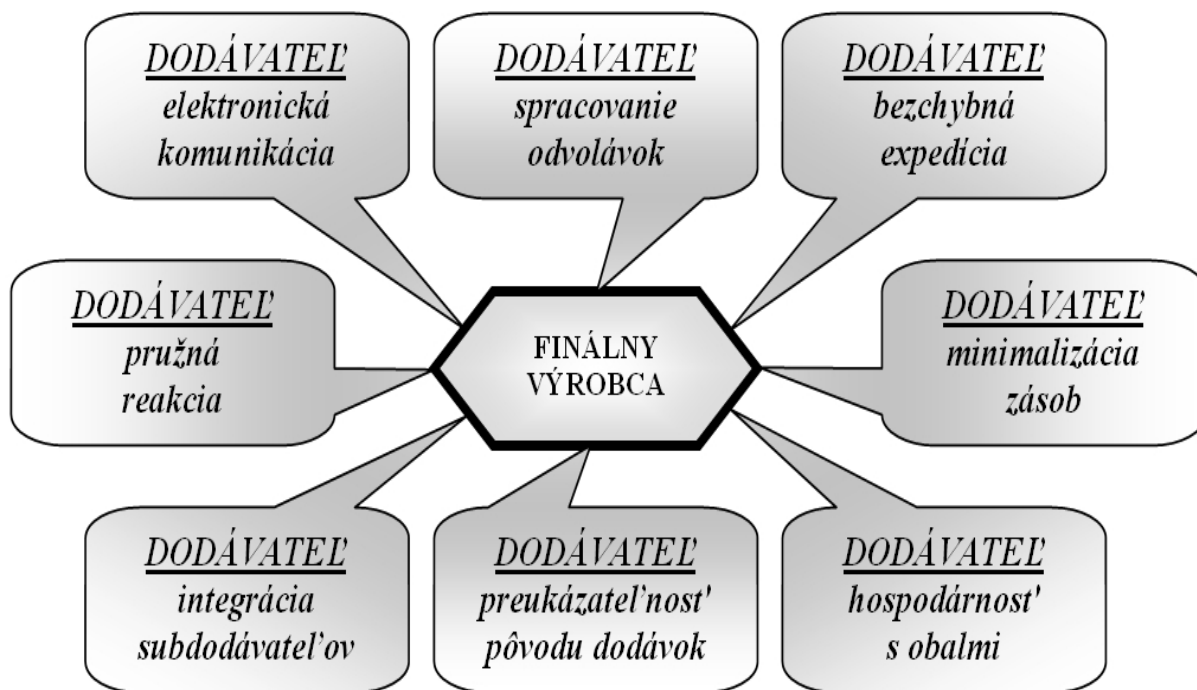 DODÁVATEĽ
elektronická
komunikácia
DODÁVATEĽ
spracovanie
odvolávok
DODÁVATEĽ
bezchybná
expedícia
DODÁVATEĽ
pružná
reakcia
FINÁLNY
VÝROBCA
DODÁVATEĽ
minimalizácia
zásob
DODÁVATEĽ
integrácia
subdodávateľov
DODÁVATEĽ
preukázateľnosť
pôvodu dodávok
DODÁVATEĽ
hospodárnosť
s obalmi